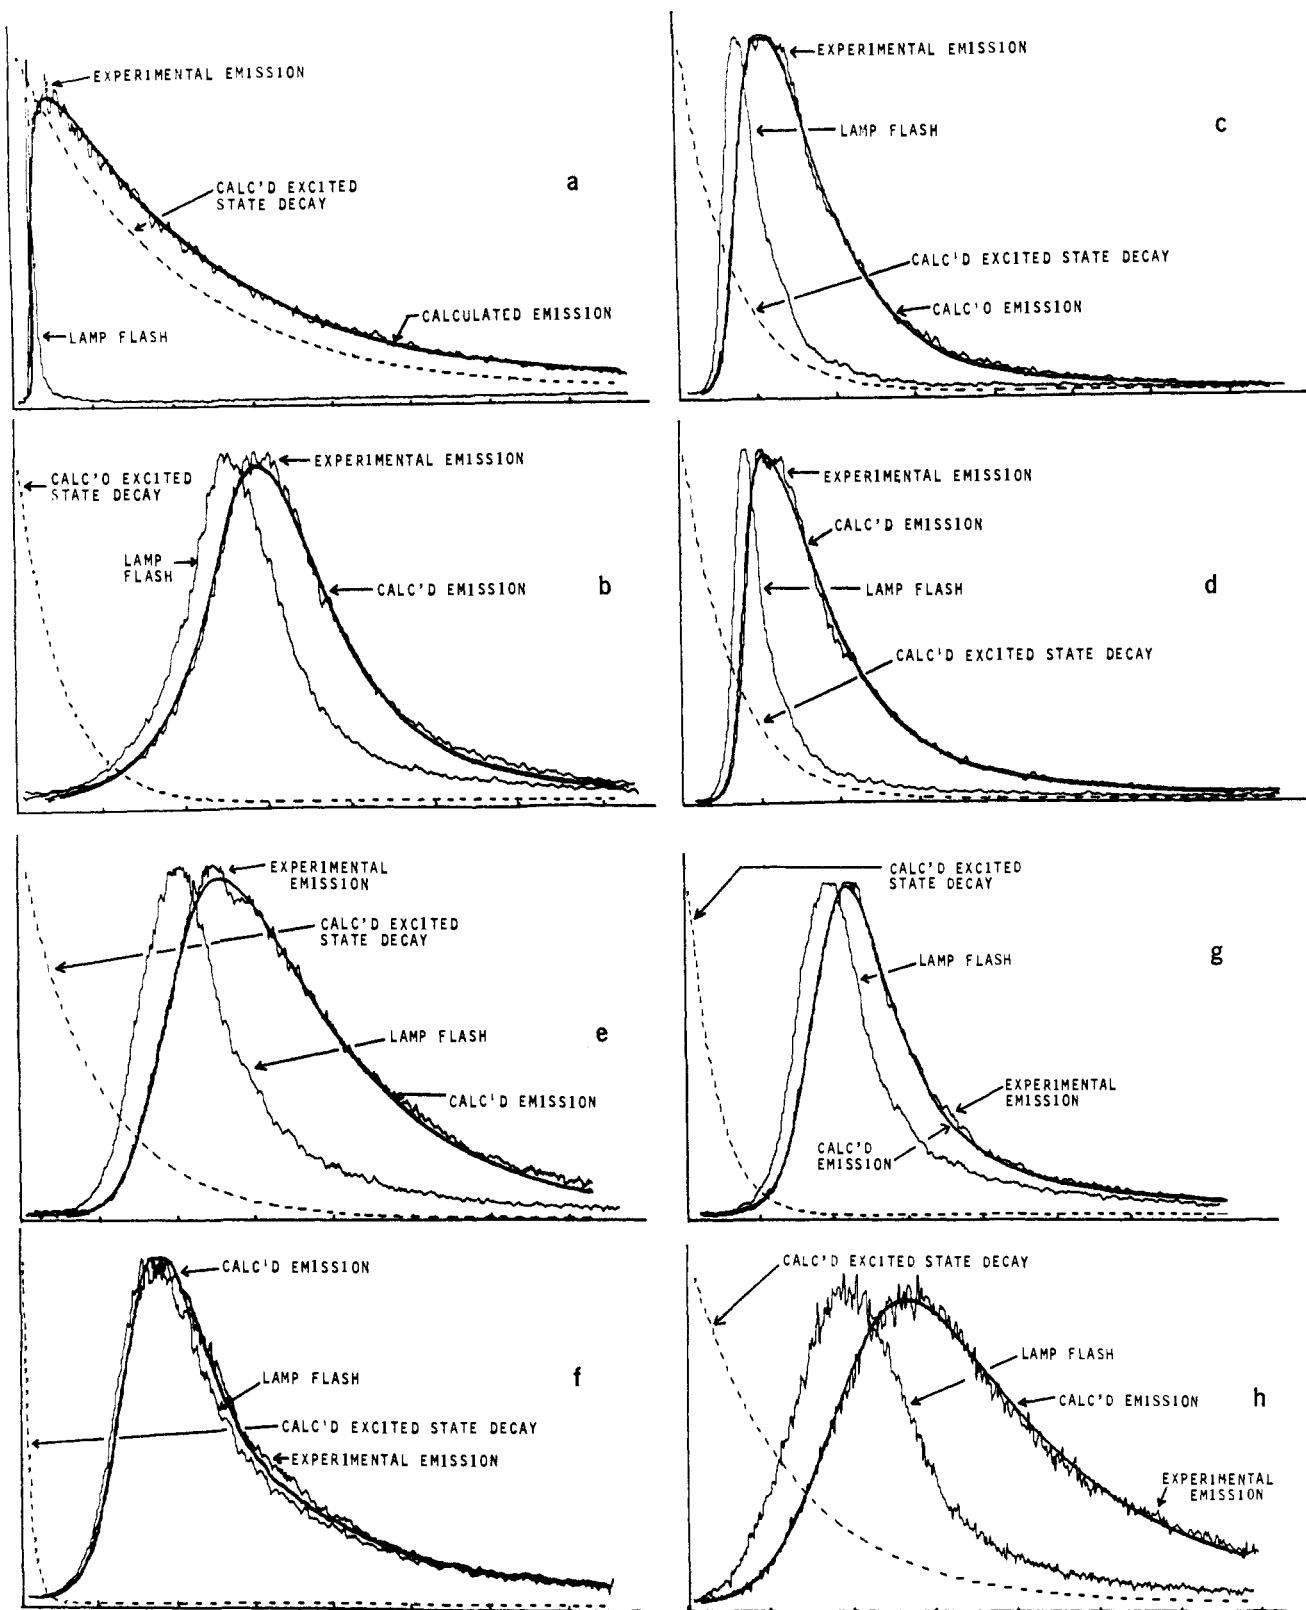 EXPERIMENTAL EMISSION
CALC'D EXCITED
STATE DECAY
a
CALCULATED EMISSION
LAMP FLASH
EXPERIMENTAL EMISSION
LAMP FLASH
c
CALC'D EXCITED STATE DECAY
CALC'O EMISSION
CALC'O EXCITED
STATE DECAY
EXPERIMENTAL EMISSION
LAMP
FLASH
CALC'D EMISSION
b
EXPERIMENTAL EMISSION
CALC'D EMISSION
LAMP FLASH
d
CALC'D EXCITED STATE DECAY
EXPERIMENTAL
EMISSION
CALC'D EXCITED
STATE DECAY
LAMP FLASH
e
CALC'D EMISSION
CALC'D EXCITED
STATE DECAY
LAMP FLASH
g
EXPERIMENTAL
EMISSION
CALC'D
EMISSION
CALC'D EMISSION
LAMP FLASH
f
CALC'D EXCITED STATE DECAY
EXPERIMENTAL EMISSION
CALC'D EXCITED STATE DECAY
LAMP FLASH
CALC'D EMISSION
h
EXPERIMENTAL
EMISSION